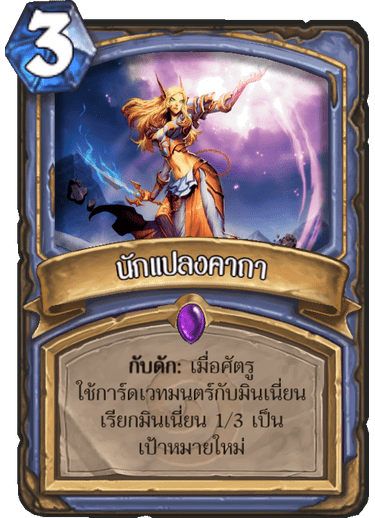 3
นักแปลงคาถา
กับดัก: เมื่อศัตรู
ใช้การ์ดเวทมนตร์กับมินเนี่ยน
เรียกมินเนี่ยน 1/3 เป็น
เป้าหมายใหม่